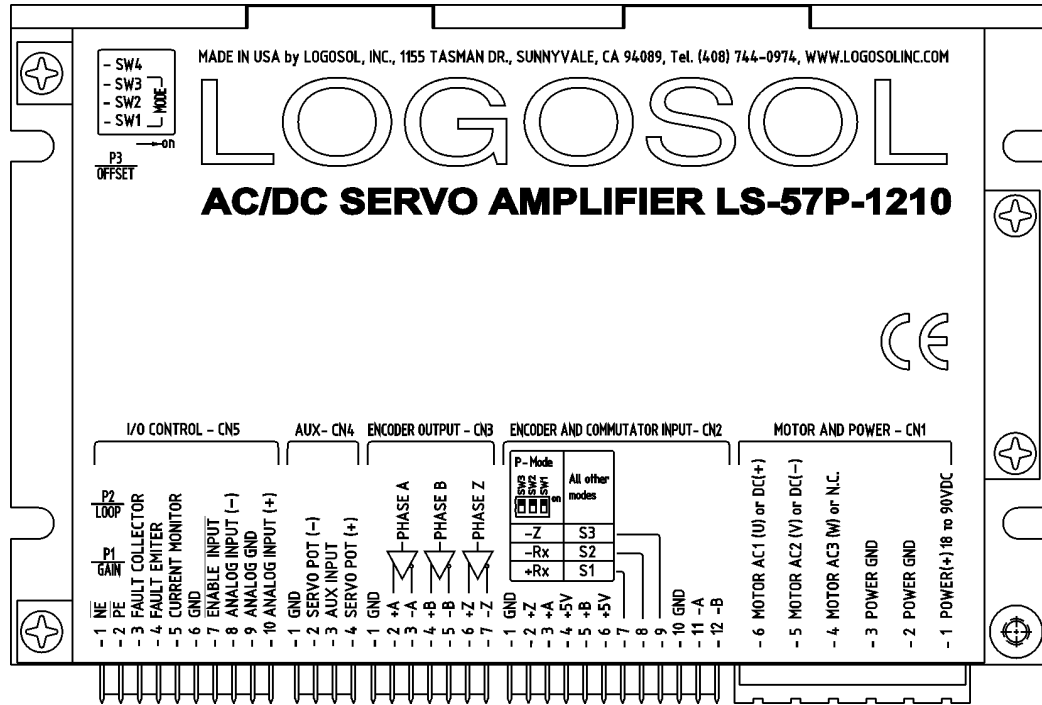 MADE IN USA by LOGOSOL, INC., 1155 TASMAN DR., SUNNYVALE, CA 94089, Tel. (408) 744-0974, WWW.LOGOSOLINC.COM
- SW4
- SW3
- SW2
- SW1
MODE
on
P3
OFFSET
LOGOSOL
AC/DC SERVO AMPLIFIER LS-57P-1210
CE
I/O CONTROL - CN5
P2
LOOP
P1
GAIN
- 1 NE
- 2 PE
- 3 FAULT COLLECTOR
- 4 FAULT EMITER
- 5 CURRENT MONITOR
- 6 GND
- 7 ENABLE INPUT
- 8 ANALOG INPUT (-)
- 9 ANALOG GND
- 10 ANALOG INPUT (+)
AUX- CN4
- 1 GND
- 2 SERVO POT (-)
- 3 AUX INPUT
- 4 SERVO POT (+)
ENCODER OUTPUT - CN3
PHASE A
PHASE B
PHASE Z
- 1 GND
- 2 +A
- 3 -A
- 4 +B
- 5 -B
- 6 +Z
- 7 -Z
ENCODER AND COMMUTATOR INPUT- CN2
P-Mode
SW3
SW2
SW1
on
All other
modes
-Z S3
-Rx S2
+Rx S1
- 1 GND
- 2 +Z
- 3 +A
- 4 +5V
- 5 +B
- 6 +5V
- 7
- 8
- 9
- 10 GND
- 11 -A
- 12 -B
MOTOR AND POWER - CN1
- 6 MOTOR AC1 (U) or DC(+)
- 5 MOTOR AC2 (V) or DC(-)
- 4 MOTOR AC3 (W) or N.C.
- 3 POWER GND
- 2 POWER GND
- 1 POWER(+) 18 to 90VDC